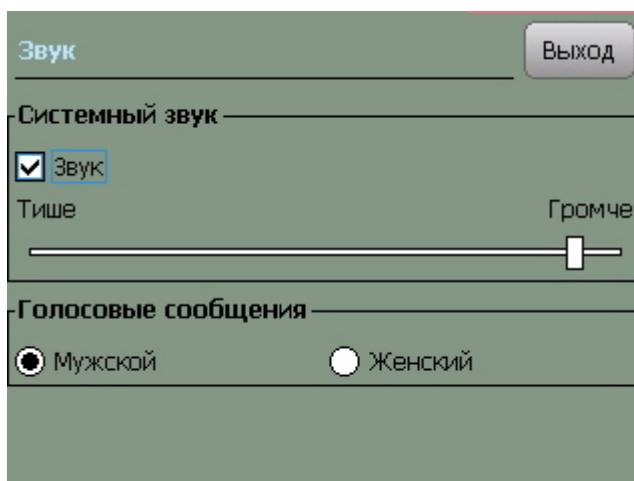 Звук
Выход
Системный звук
Звук
Тише Громче
Голосовые сообщения
Мужской Женский